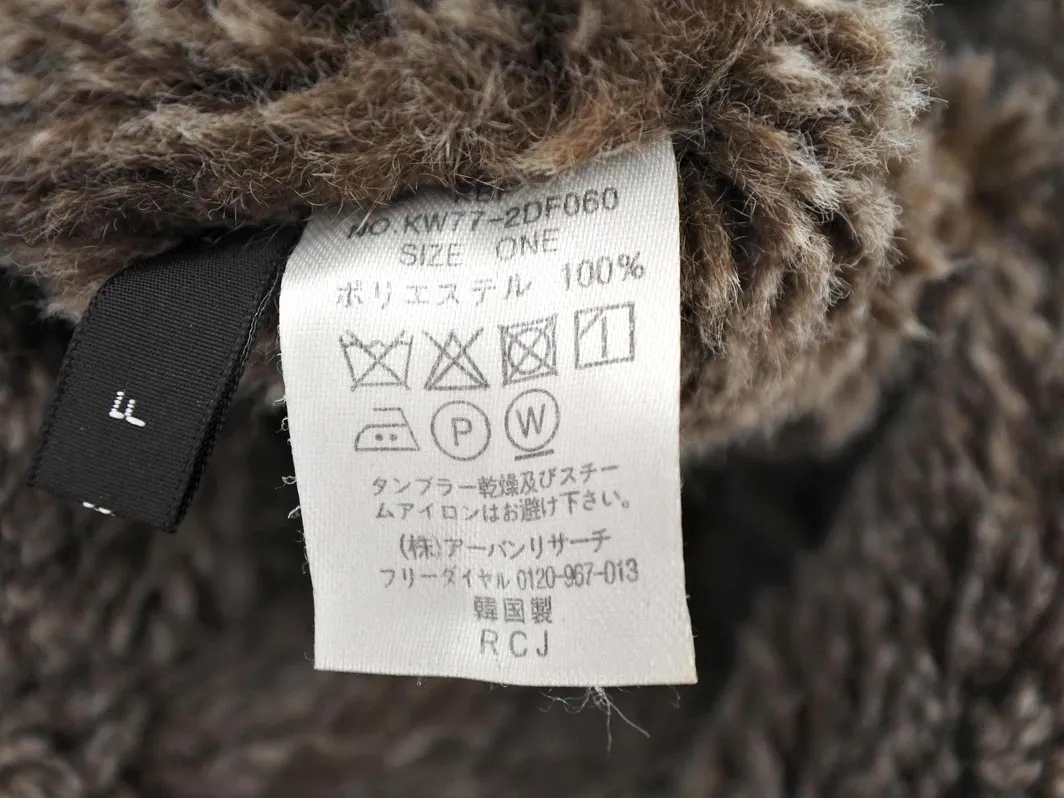 NO.KW77-2DF060
SIZE ONE
ポリエステル 100%
P W
タンブラー乾燥及びスチー
ムアイロンはお避け下さい。
(株)アーバンリサーチ
フリーダイヤル 0120-967-013
韓国製
RCJ
F